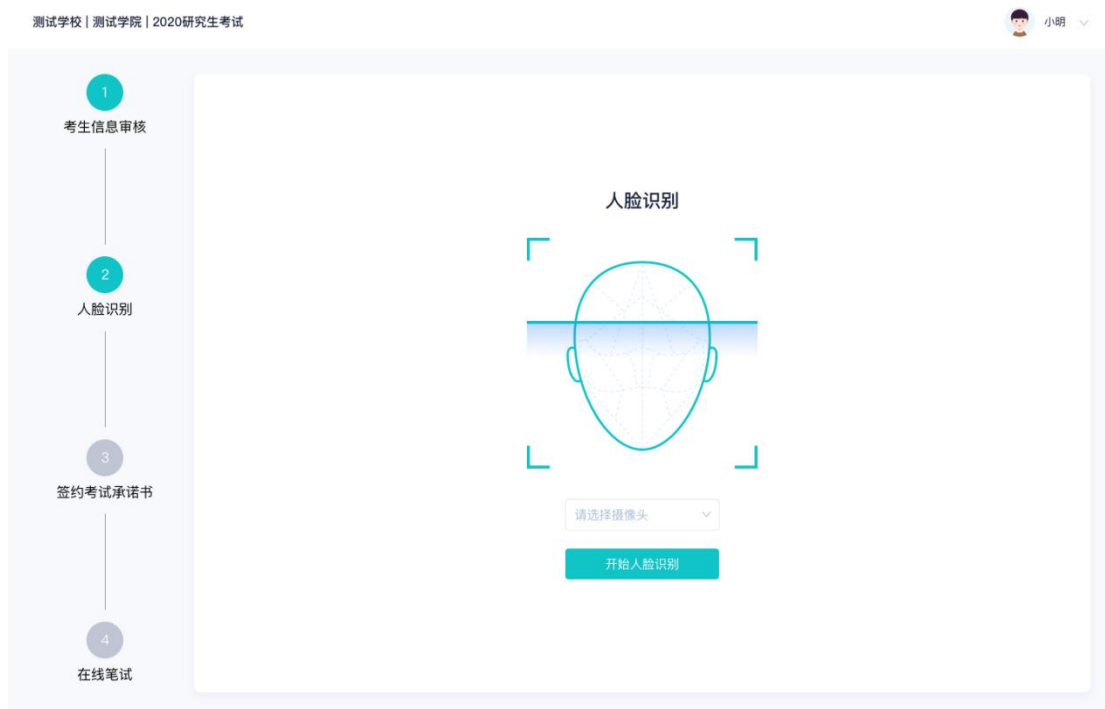 测试学校 | 测试学院 | 2020研究生考试
小明
1
考生信息审核
2
人脸识别
3
签约考试承诺书
4
在线笔试
人脸识别
请选择摄像头
开始人脸识别